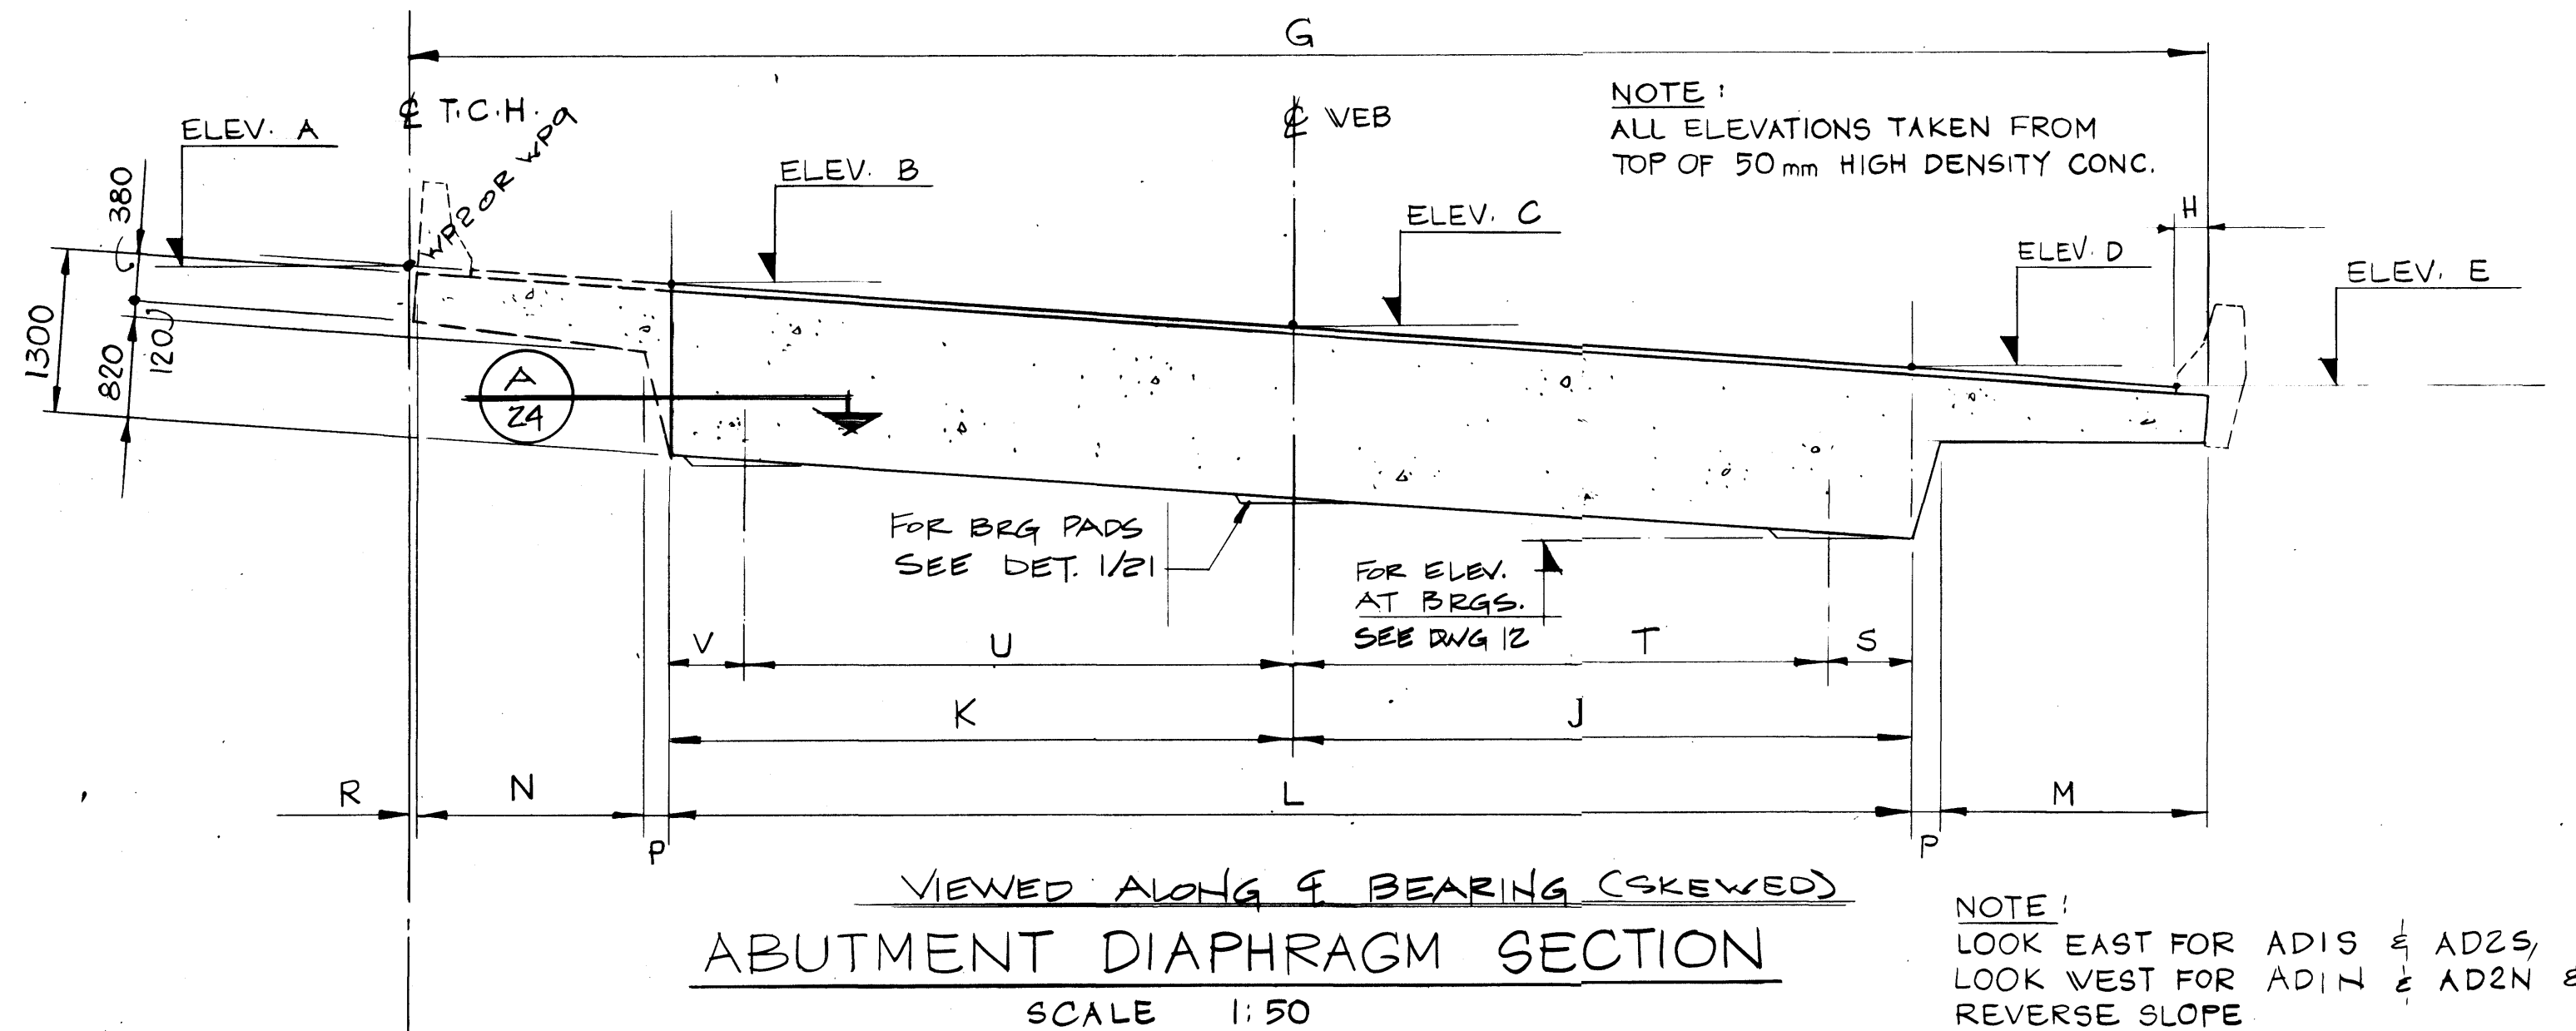 G
℄ T.C.H.
WP2 OR WP9
℄ WEB
NOTE :
ALL ELEVATIONS TAKEN FROM
TOP OF 50mm HIGH DENSITY CONC.
ELEV. A
ELEV. B
ELEV. C
ELEV. D
ELEV. E
H
380
1300
820
120
A
24
FOR BRG PADS
SEE DET. 1/21
FOR ELEV.
AT BRGS.
SEE DWG 12
V
U
T
S
K
J
R
N
L
M
P
P
VIEWED ALONG ℄ BEARING (SKEWED)
ABUTMENT DIAPHRAGM SECTION
SCALE 1:50
NOTE :
LOOK EAST FOR AD1S & AD2S,
LOOK WEST FOR AD1N & AD2N &
REVERSE SLOPE